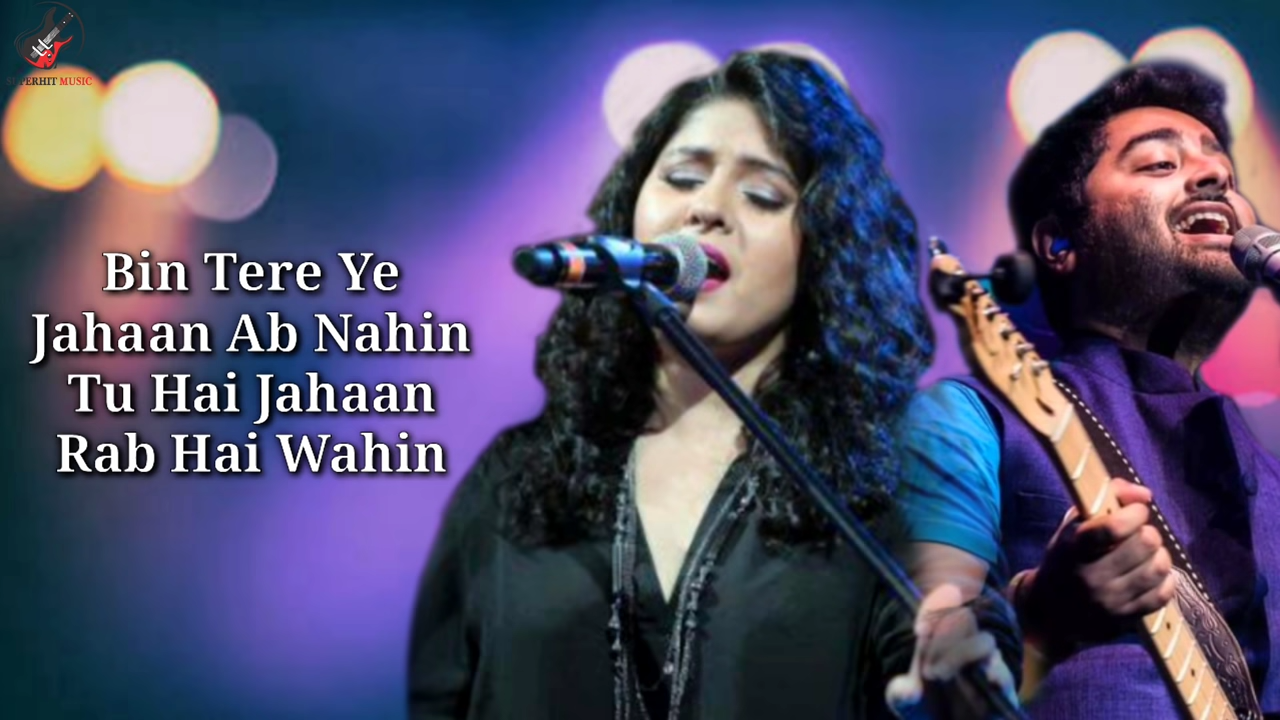 SUPERHIT MUSIC
Bin Tere Ye
Jahaan Ab Nahin
Tu Hai Jahaan
Rab Hai Wahin